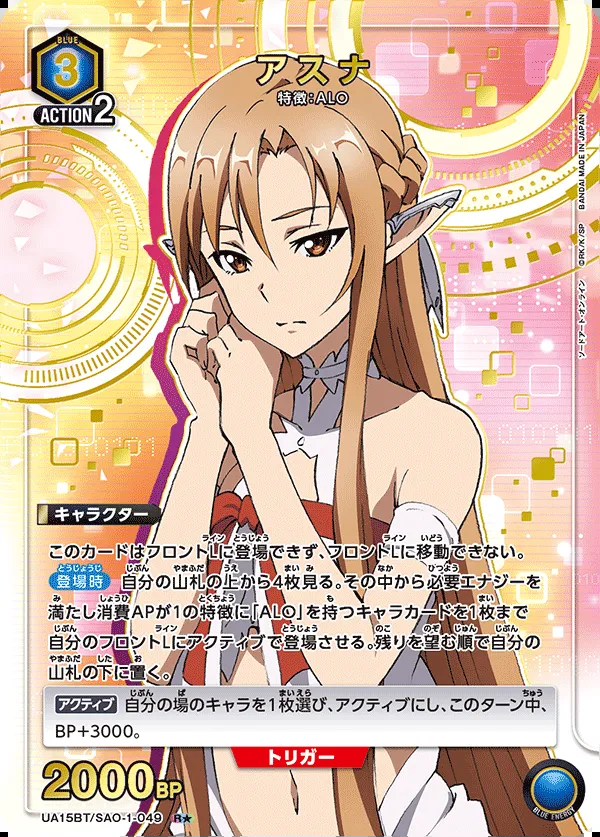 BLUE
3
ACTION2
アスナ
特徴：ALO
BANDAI MADE IN JAPAN
©RK/K/SP
ソードアート・オンライン
キャラクター
このカードはフロントLに登場できず、フロントLに移動できない。
登場時 自分の山札の上から4枚見る。その中から必要エナジーを
満たし消費APが1の特徴に「ALO」を持つキャラカードを1枚まで
自分のフロントLにアクティブで登場させる。残りを望む順で自分の
山札の下に置く。
アクティブ 自分の場のキャラを1枚選び、アクティブにし、このターン中、
BP+3000。
トリガー
2000BP
UA15BT/SAO-1-049 R★
BLUE ENERGY